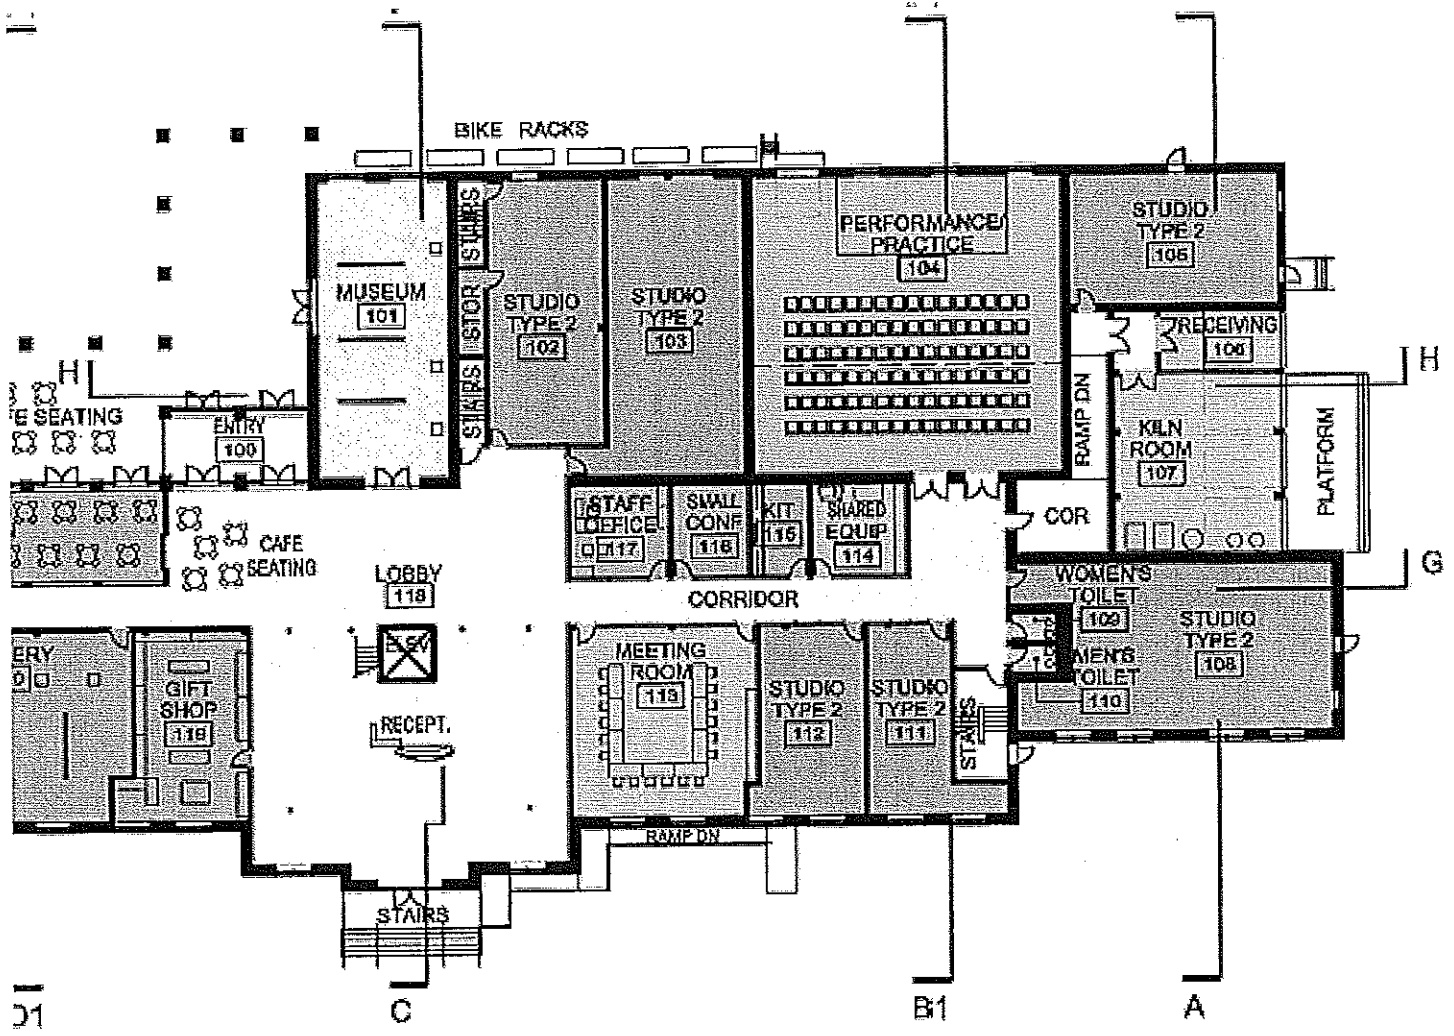 BIKE RACKS
STAIRS
STOR
STAIRS
MUSEUM
101
STUDIO
TYPE 2
102
STUDIO
TYPE 2
103
PERFORMANCE/
PRACTICE
104
STUDIO
TYPE 2
105
RECEIVING
106
H
H
RAMP DN
KILN
ROOM
107
PLATFORM
SEATING
ENTRY
100
CAFE
SEATING
STAFF
OFFICE
117
SMALL
CONF
116
KIT
115
SHARED
EQUIP
114
COR
G
LOBBY
118
CORRIDOR
WOMEN'S
TOILET
109
STUDIO
TYPE 2
108
MEN'S
TOILET
110
ELEV
GIFT
SHOP
119
RECEPT.
MEETING
ROOM
113
STUDIO
TYPE 2
112
STUDIO
TYPE 2
111
STAIRS
RAMP DN
STAIRS
D1
C
B1
A